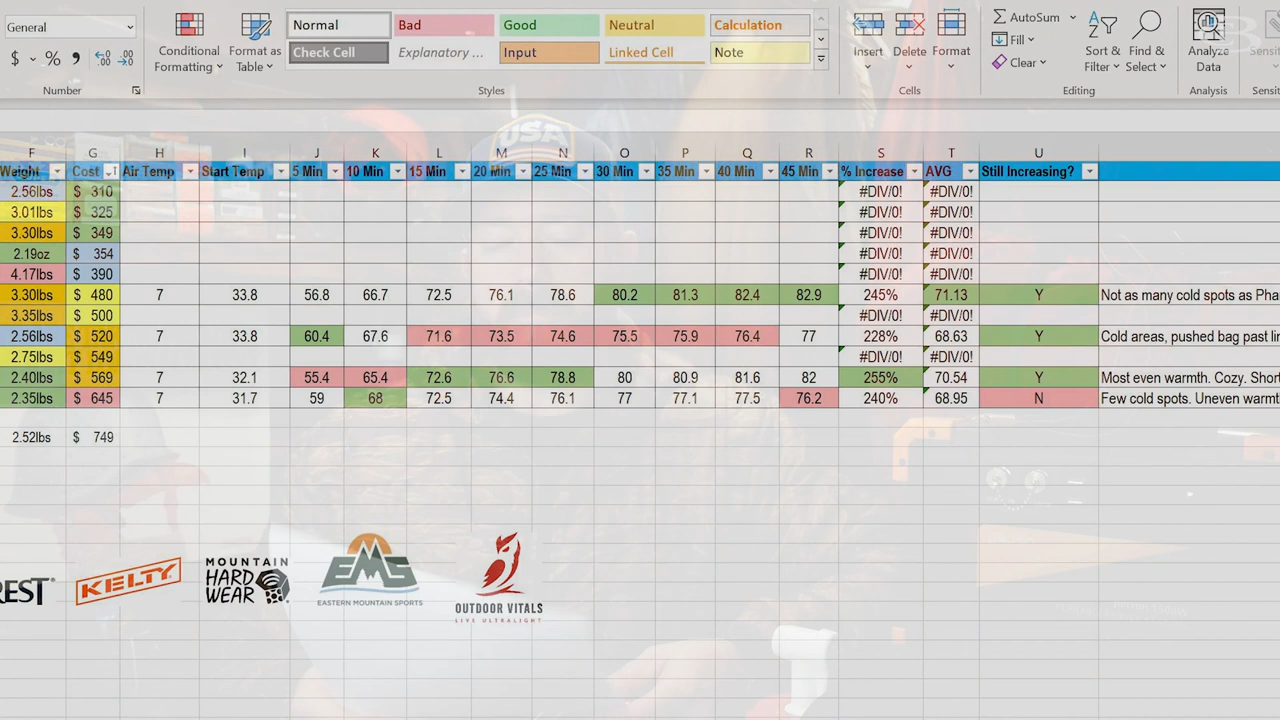 General Normal Bad Good Neutral Calculation AutoSum
$ % , Conditional Formatting Format as Table Check Cell Explanatory ... Input Linked Cell Note Insert Delete Format Fill Sort & Filter Find & Select Analyze Data
Clear
Number Styles Cells Editing Analysis
USA
F G H I J K L M N O P Q R S T U
Weight Cost Air Temp Start Temp 5 Min 10 Min 15 Min 20 Min 25 Min 30 Min 35 Min 40 Min 45 Min % Increase AVG Still Increasing?
2.56lbs $ 310 #DIV/0! #DIV/0!
3.01lbs $ 325 #DIV/0! #DIV/0!
3.30lbs $ 349 #DIV/0! #DIV/0!
2.19oz $ 354 #DIV/0! #DIV/0!
4.17lbs $ 390 #DIV/0! #DIV/0!
3.30lbs $ 480 7 33.8 56.8 66.7 72.5 76.1 78.6 80.2 81.3 82.4 82.9 245% 71.13 Y Not as many cold spots as Pha
3.35lbs $ 500 #DIV/0! #DIV/0!
2.56lbs $ 520 7 33.8 60.4 67.6 71.6 73.5 74.6 75.5 75.9 76.4 77 228% 68.63 Y Cold areas, pushed bag past li
2.75lbs $ 549 #DIV/0! #DIV/0!
2.40lbs $ 569 7 32.1 55.4 65.4 72.6 76.6 78.8 80 80.9 81.6 82 255% 70.54 Y Most even warmth. Cozy. Short
2.35lbs $ 645 7 31.7 59 68 72.5 74.4 76.1 77 77.1 77.5 76.2 240% 68.95 N Few cold spots. Uneven warmt
2.52lbs $ 749
REST
KELTY
MOUNTAIN
HARD
WEAR
EMS
EASTERN MOUNTAIN SPORTS
OUTDOOR VITALS
LIVE ULTRALIGHT